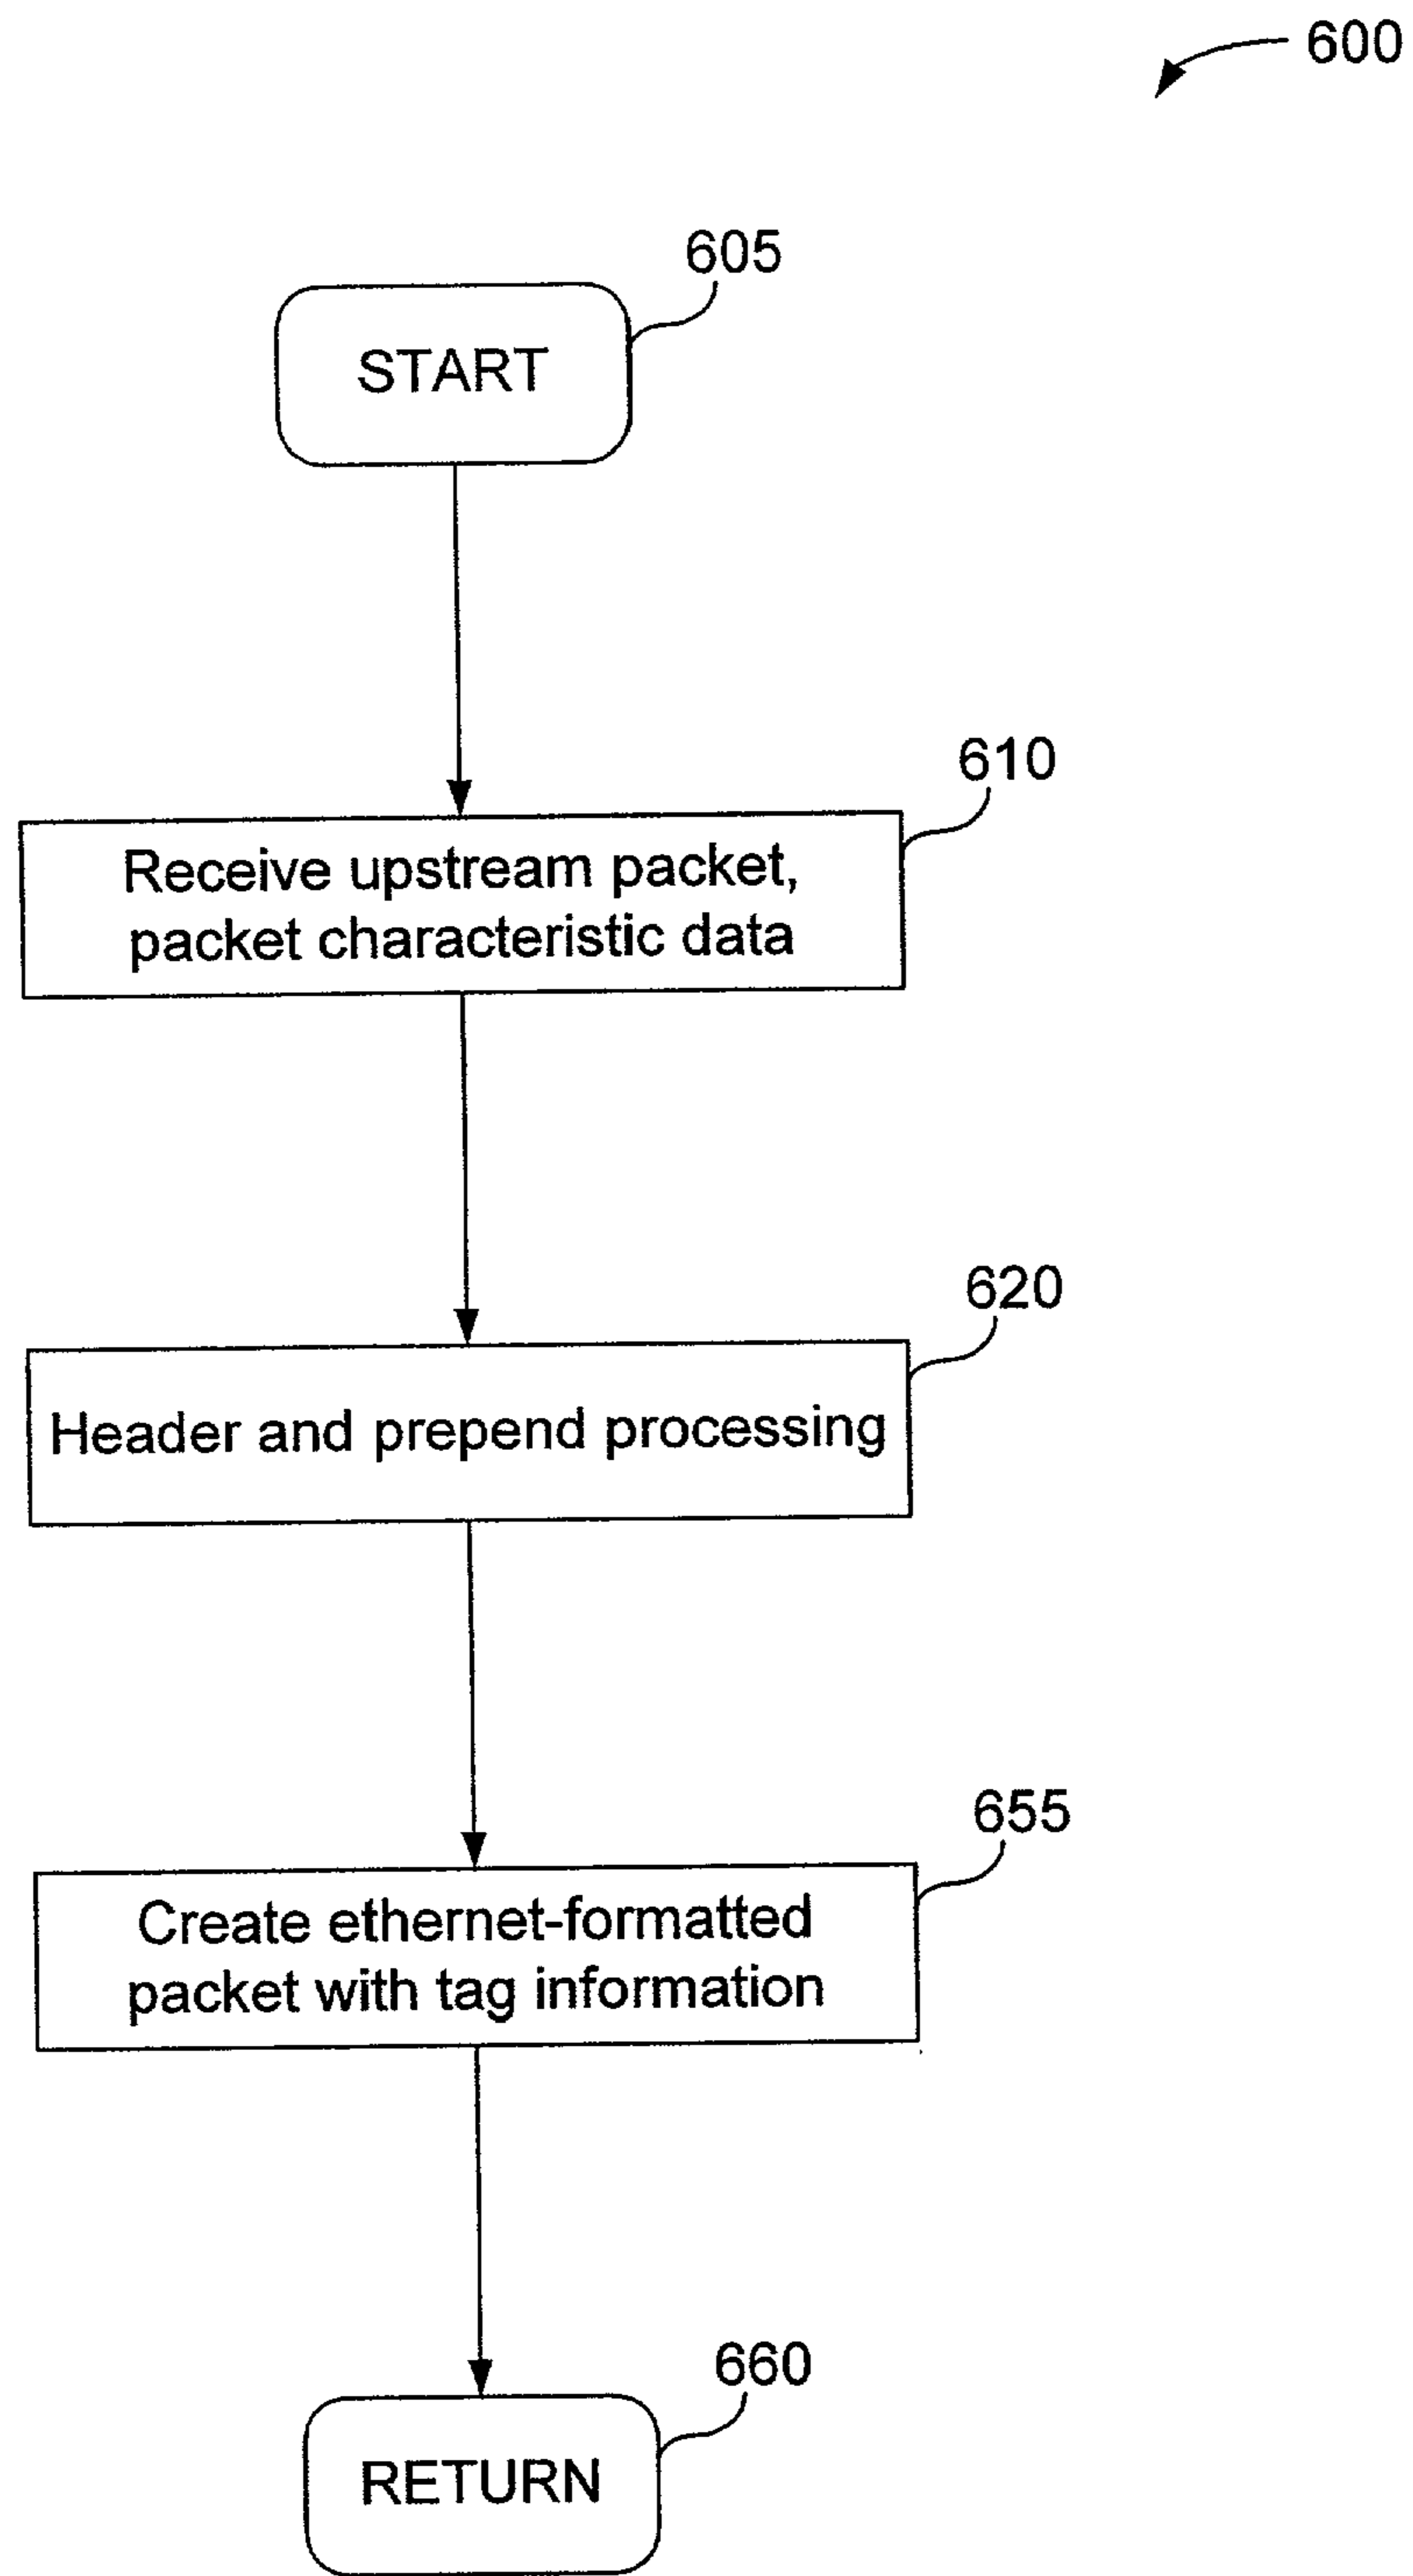 600
605
START
610
Receive upstream packet,
packet characteristic data
620
Header and prepend processing
655
Create ethernet-formatted
packet with tag information
660
RETURN